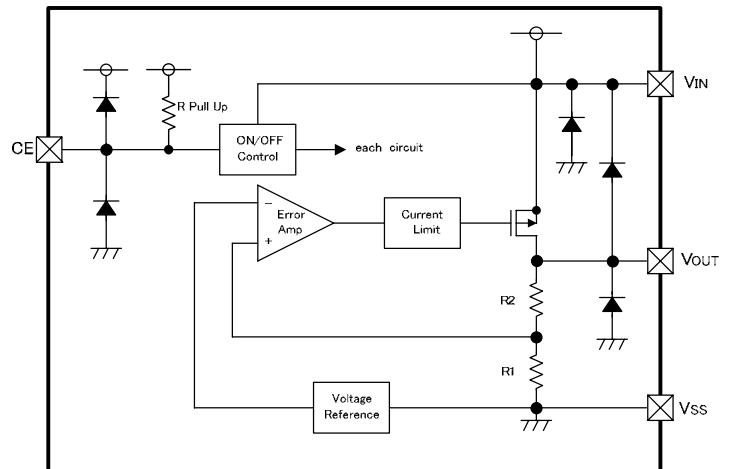 VIN
R Pull Up
CE
ON/OFF
Control
each circuit
−
Error
Amp
+
Current
Limit
VOUT
R2
R1
Voltage
Reference
VSS